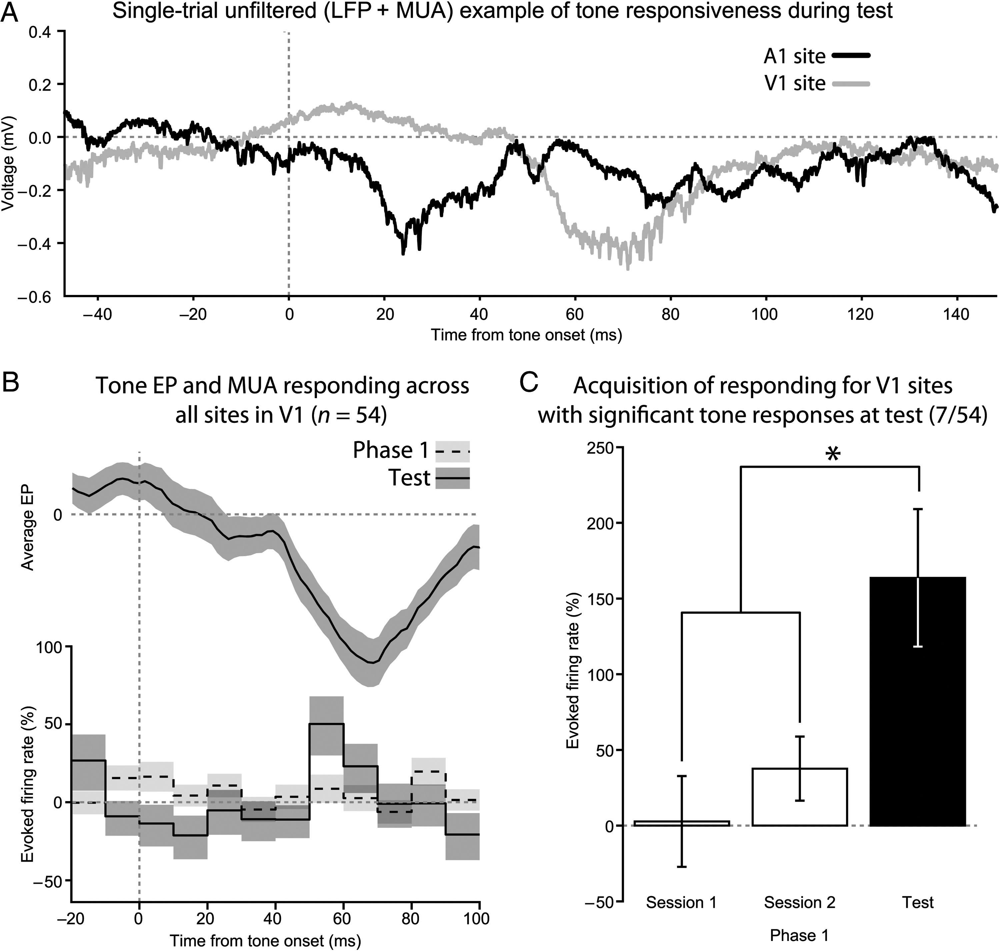 A
Single-trial unfiltered (LFP + MUA) example of tone responsiveness during test
0.4
0.2
0.0
−0.2
−0.4
−0.6
Voltage (mV)
A1 site
V1 site
−40 −20 0 20 40 60 80 100 120 140
Time from tone onset (ms)
B
Tone EP and MUA responding across
all sites in V1 (n = 54)
Phase 1
Test
Average EP
0
100
50
0
−50
Evoked firing rate (%)
−20 0 20 40 60 80 100
Time from tone onset (ms)
C
Acquisition of responding for V1 sites
with significant tone responses at test (7/54)
250
200
150
100
50
0
−50
Evoked firing rate (%)
*
Session 1 Session 2 Test
Phase 1